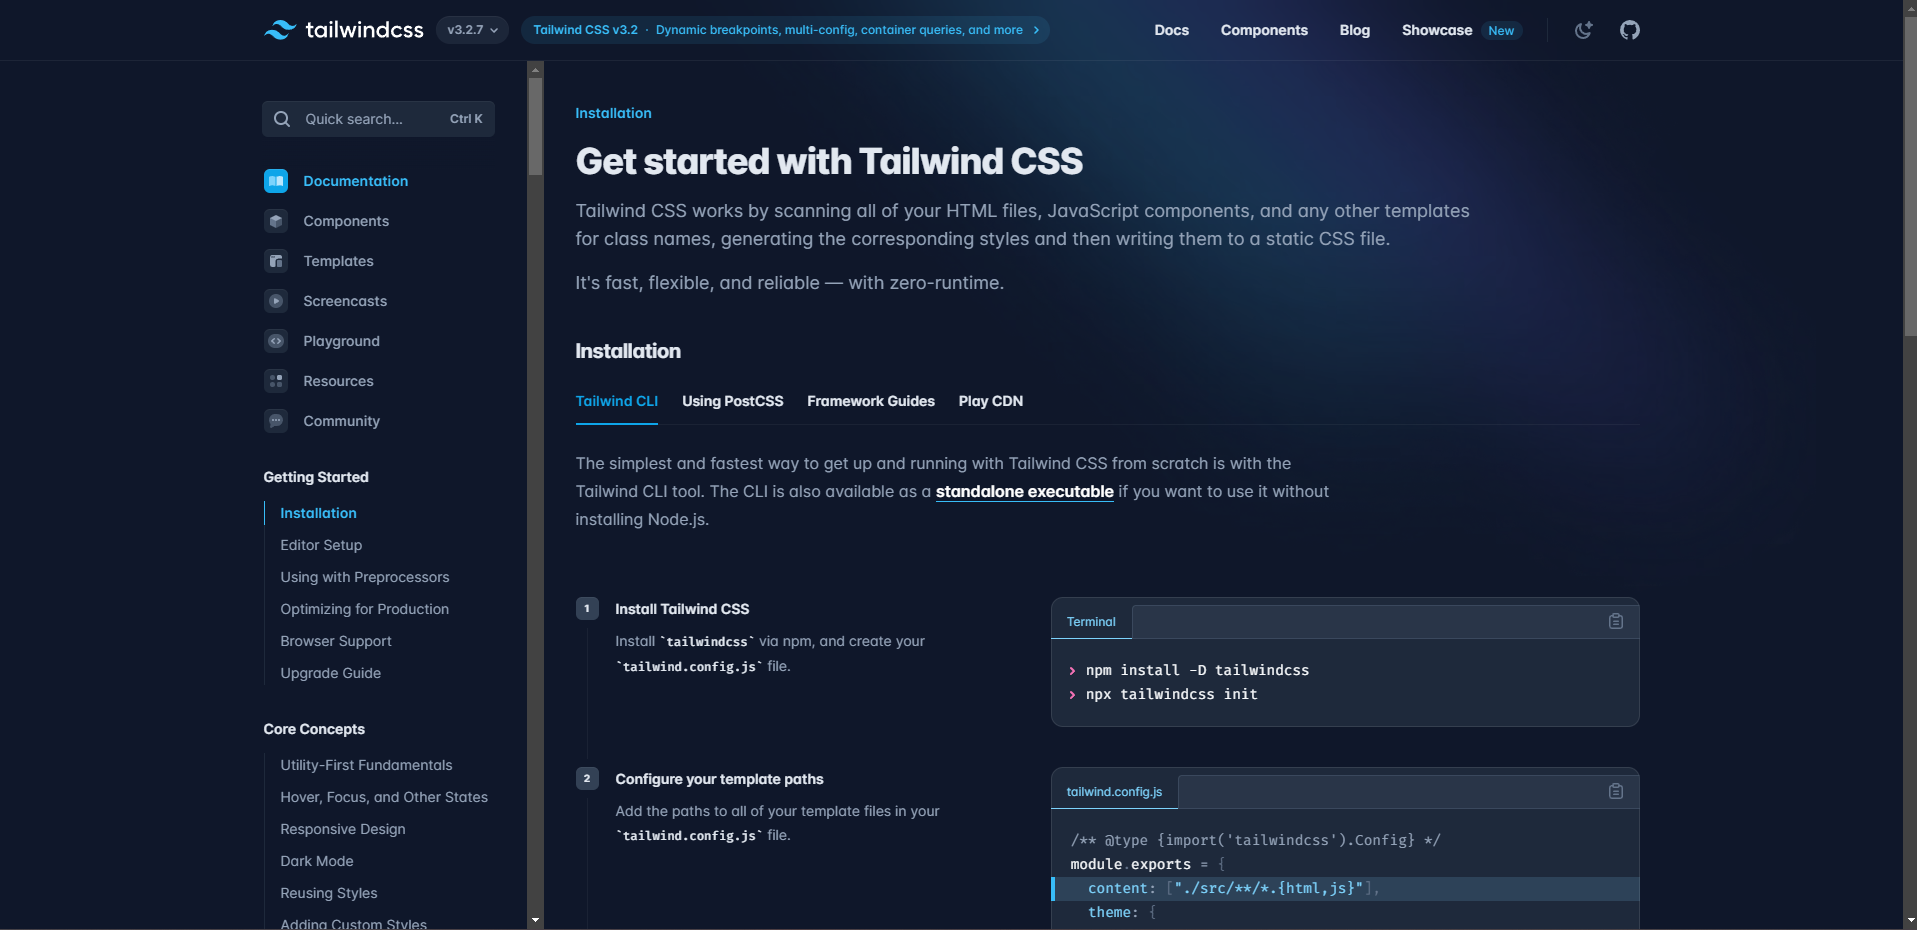 tailwindcss
v3.2.7
Tailwind CSS v3.2 · Dynamic breakpoints, multi-config, container queries, and more
Docs
Components
Blog
Showcase
New
Quick search...
Ctrl K
Documentation
Components
Templates
Screencasts
Playground
Resources
Community
Getting Started
Installation
Editor Setup
Using with Preprocessors
Optimizing for Production
Browser Support
Upgrade Guide
Core Concepts
Utility-First Fundamentals
Hover, Focus, and Other States
Responsive Design
Dark Mode
Reusing Styles
Adding Custom Styles
Installation
Get started with Tailwind CSS
Tailwind CSS works by scanning all of your HTML files, JavaScript components, and any other templates
for class names, generating the corresponding styles and then writing them to a static CSS file.
It's fast, flexible, and reliable — with zero-runtime.
Installation
Tailwind CLI
Using PostCSS
Framework Guides
Play CDN
The simplest and fastest way to get up and running with Tailwind CSS from scratch is with the
Tailwind CLI tool. The CLI is also available as a standalone executable if you want to use it without
installing Node.js.
1
Install Tailwind CSS
Install `tailwindcss` via npm, and create your
`tailwind.config.js` file.
Terminal
> npm install -D tailwindcss
> npx tailwindcss init
2
Configure your template paths
Add the paths to all of your template files in your
`tailwind.config.js` file.
tailwind.config.js
/** @type {import('tailwindcss').Config} */
module.exports = {
content: ["./src/**/*.{html,js}"],
theme: {